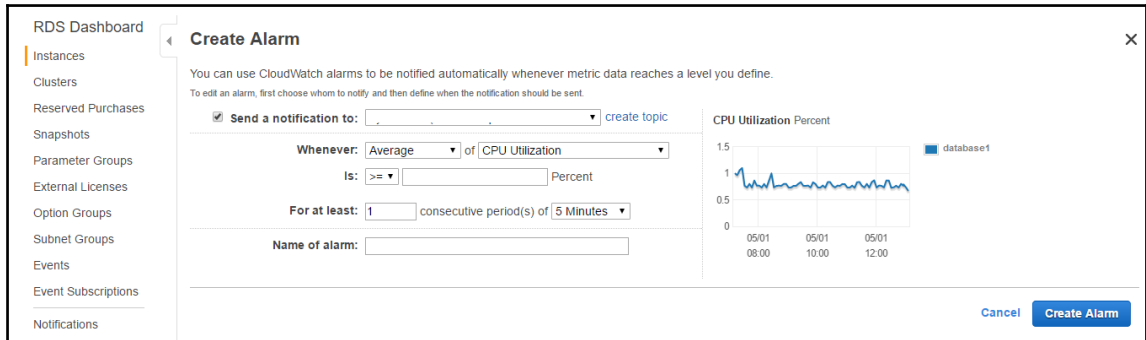 RDS Dashboard
Instances
Clusters
Reserved Purchases
Snapshots
Parameter Groups
External Licenses
Option Groups
Subnet Groups
Events
Event Subscriptions
Notifications
Create Alarm
You can use CloudWatch alarms to be notified automatically whenever metric data reaches a level you define.
To edit an alarm, first choose whom to notify and then define when the notification should be sent.
Send a notification to: create topic
Whenever: Average of CPU Utilization
Is: >= Percent
For at least: 1 consecutive period(s) of 5 Minutes
Name of alarm:
CPU Utilization Percent
1.5
1
0.5
0
05/01 05/01 05/01
08:00 10:00 12:00
database1
Cancel Create Alarm